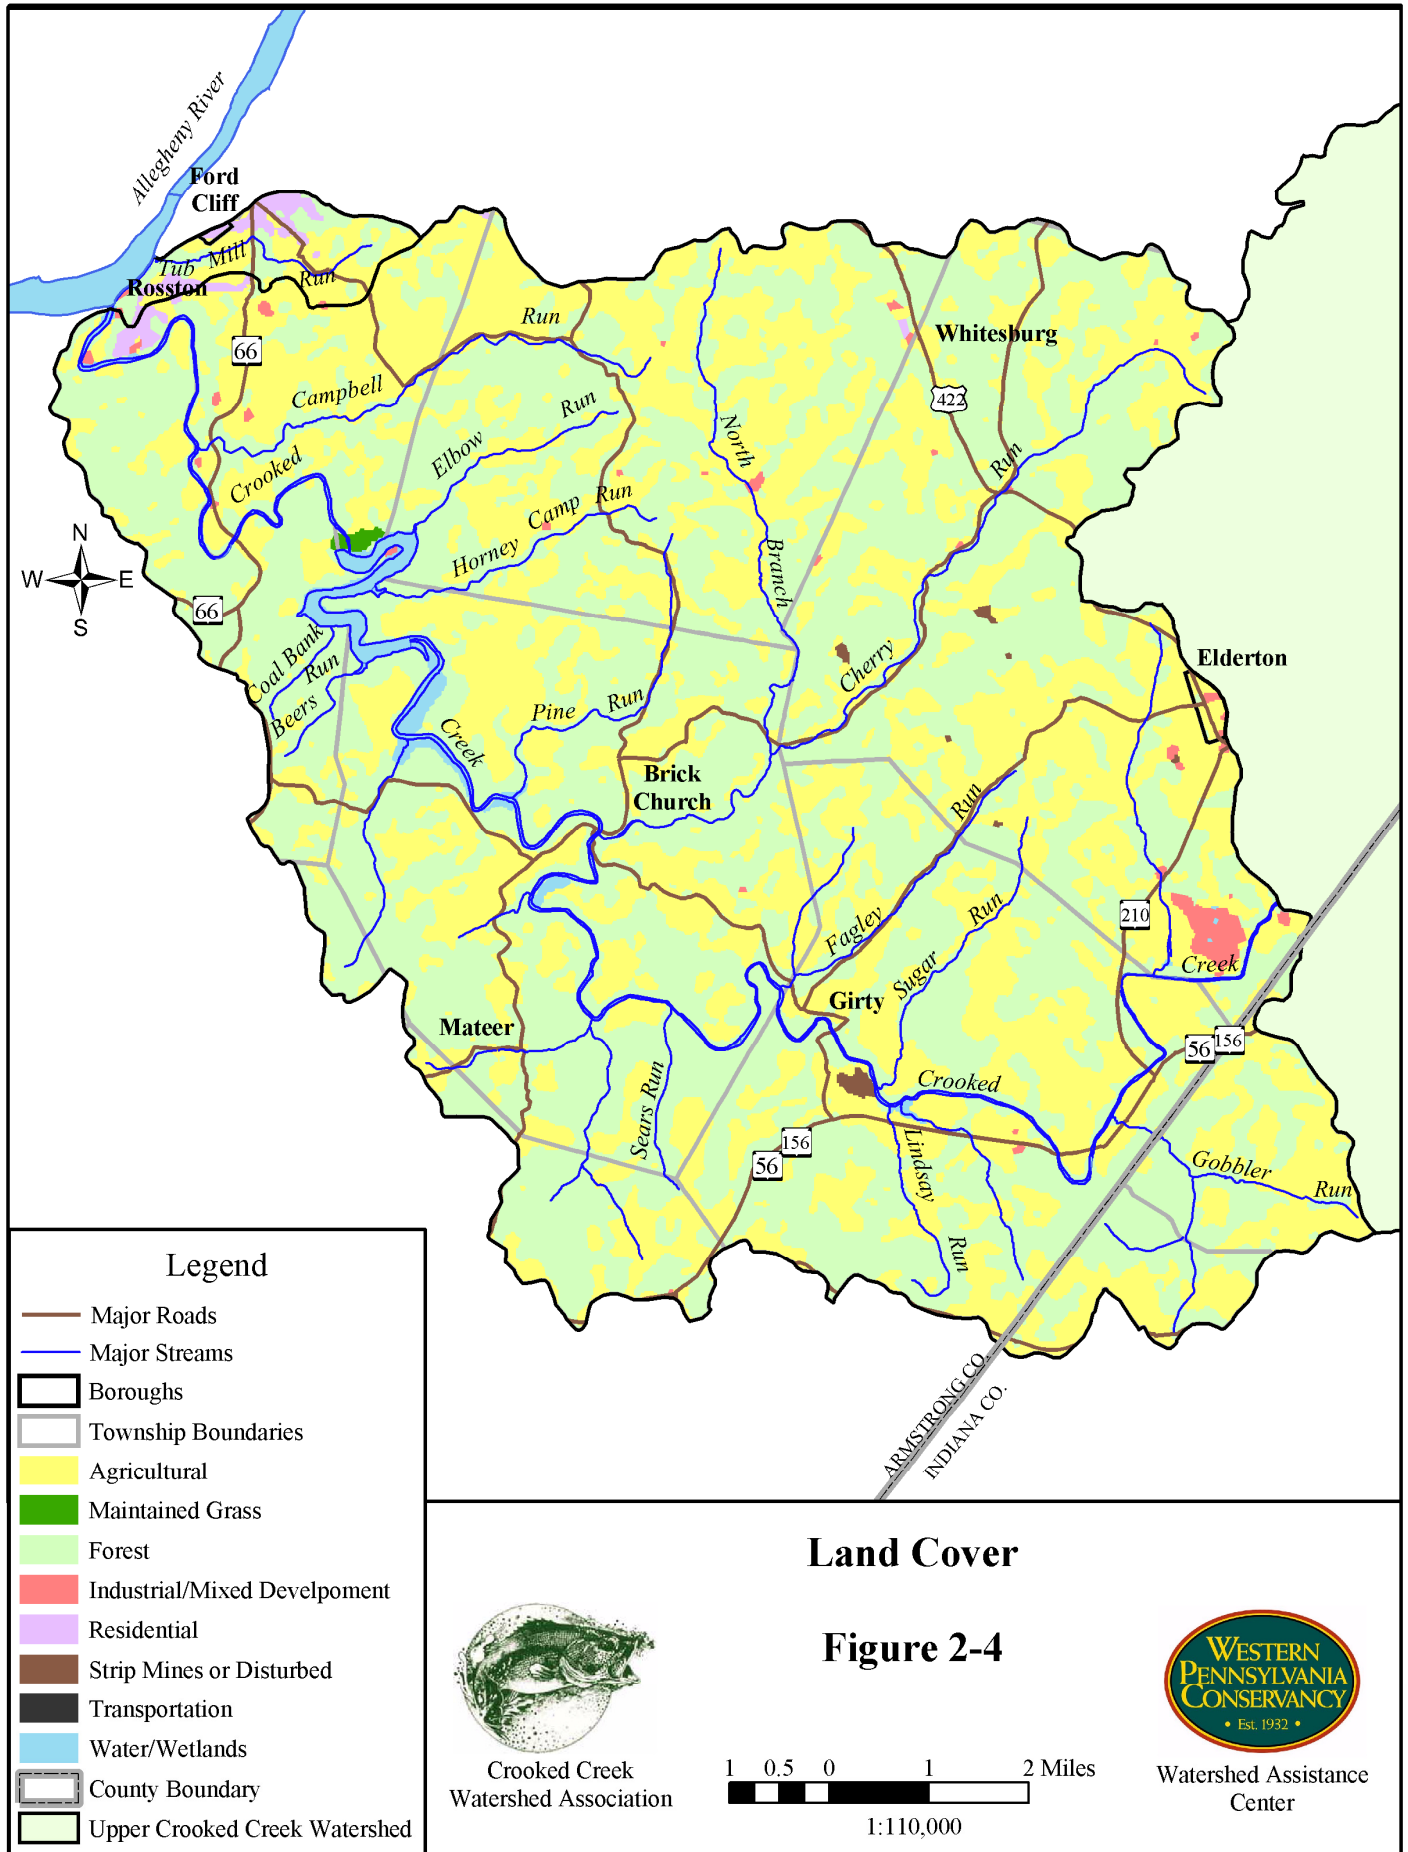 Allegheny River
Ford
Cliff
Tub Mill
Run
Rosston
66
Run
Campbell
Whitesburg
422
Elbow
Run
North
Branch
Run
Crooked
Camp Run
Horney
N
W E
S
66
Coal Bank
Run
Beers
Cherry
Elderton
Pine
Run
Creek
Brick
Church
Run
Fagley
Run
Sugar
210
Creek
Girty
Mateer
56
156
Crooked
Sears Run
Lindsay
Run
156
56
Gobbler
Run
ARMSTRONG CO.
INDIANA CO.
Legend
Major Roads
Major Streams
Boroughs
Township Boundaries
Agricultural
Maintained Grass
Forest
Industrial/Mixed Develpoment
Residential
Strip Mines or Disturbed
Transportation
Water/Wetlands
County Boundary
Upper Crooked Creek Watershed
Land Cover
Figure 2-4
Crooked Creek
Watershed Association
1 0.5 0 1 2 Miles
1:110,000
WESTERN
PENNSYLVANIA
CONSERVANCY
• Est. 1932 •
Watershed Assistance
Center